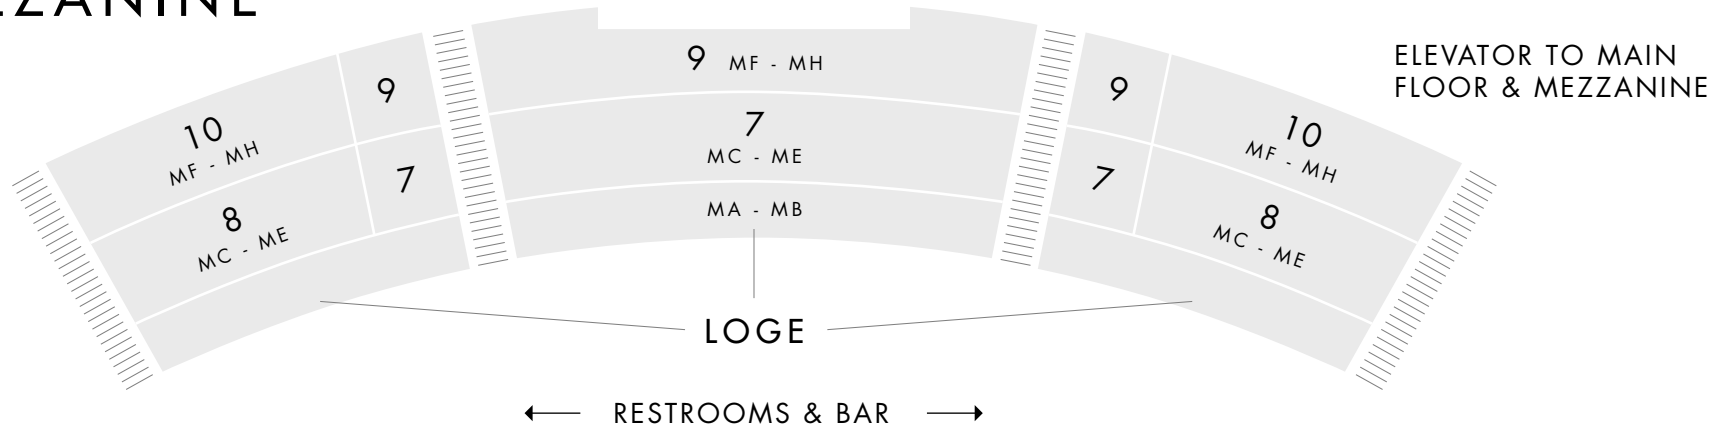 9 MF - MH
ELEVATOR TO MAIN
FLOOR & MEZZANINE
9
9
10
MF - MH
10
MF - MH
7
MC - ME
7
7
8
MC - ME
MA - MB
8
MC - ME
LOGE
RESTROOMS & BAR